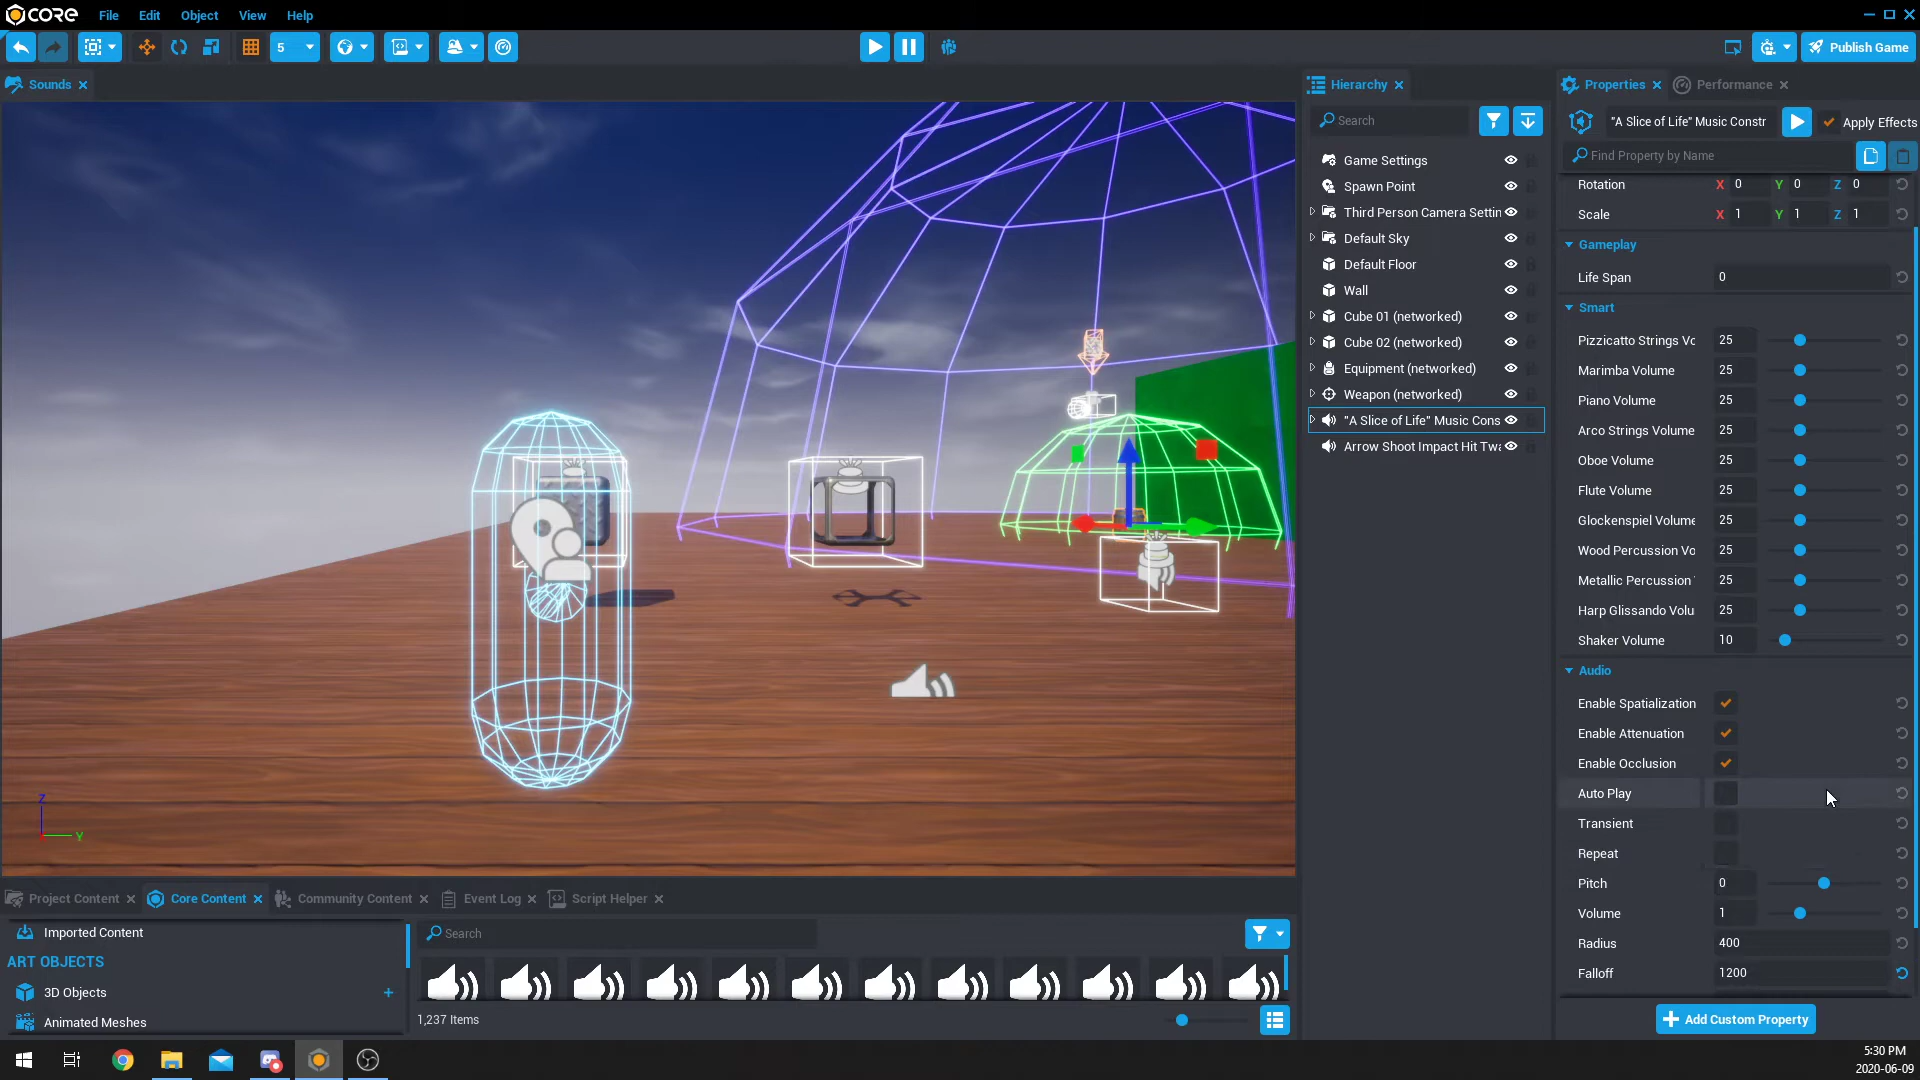 CORE File Edit Object View Help
5 Publish Game
Sounds
Hierarchy
Search
Game Settings
Spawn Point
Third Person Camera Settin
Default Sky
Default Floor
Wall
Cube 01 (networked)
Cube 02 (networked)
Equipment (networked)
Weapon (networked)
"A Slice of Life" Music Cons
Arrow Shoot Impact Hit Twa
Properties Performance
"A Slice of Life" Music Constr Apply Effects
Find Property by Name
Rotation X 0 Y 0 Z 0
Scale X 1 Y 1 Z 1
Gameplay
Life Span 0
Smart
Pizzicatto Strings Vo 25
Marimba Volume 25
Piano Volume 25
Arco Strings Volume 25
Oboe Volume 25
Flute Volume 25
Glockenspiel Volume 25
Wood Percussion Vo 25
Metallic Percussion 25
Harp Glissando Volu 25
Shaker Volume 10
Audio
Enable Spatialization
Enable Attenuation
Enable Occlusion
Auto Play
Transient
Repeat
Pitch 0
Volume 1
Radius 400
Falloff 1200
Add Custom Property
Z
Y
Project Content Core Content Community Content Event Log Script Helper
Imported Content
ART OBJECTS
3D Objects
Animated Meshes
Search
1,237 Items
5:30 PM
2020-06-09